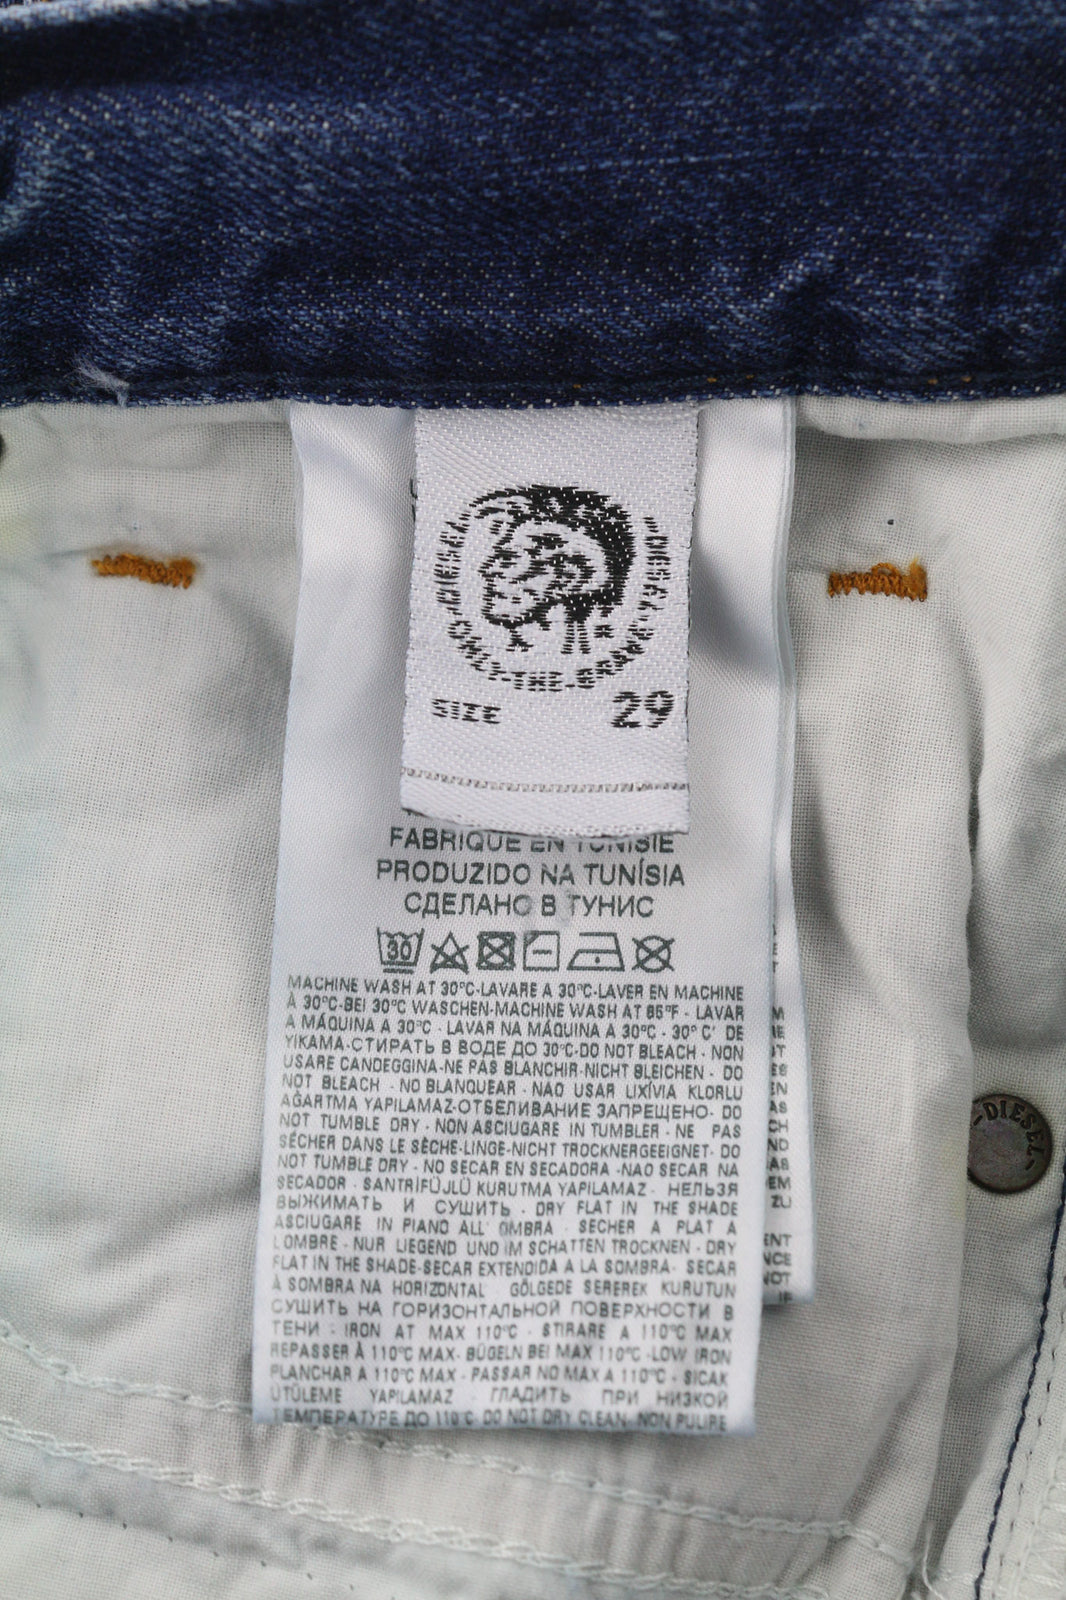 DIESEL
DIESEL
ONLY-THE-BRAVE
SIZE 29
FABRIQUÉ EN TUNISIE
PRODUZIDO NA TUNÍSIA
СДЕЛАНО В ТУНИС
30
MACHINE WASH AT 30°C-LAVARE A 30°C-LAVER EN MACHINE
À 30°C-BEI 30°C WASCHEN-MACHINE WASH AT 85°F - LAVAR
A MÁQUINA A 30°C - LAVAR NA MÁQUINA A 30°C - 30° C' DE
YIKAMA-СТИРАТЬ В ВОДЕ ДО 30°C-DO NOT BLEACH - NON
USARE CANDEGGINA-NE PAS BLANCHIR-NICHT BLEICHEN - DO
NOT BLEACH - NO BLANQUEAR - NAO USAR LIXÍVIA KLORLU
AĞARTMA YAPILAMAZ-ОТБЕЛИВАНИЕ ЗАПРЕЩЕНО- DO
NOT TUMBLE DRY - NON ASCIUGARE IN TUMBLER - NE PAS
SÉCHER DANS LE SÈCHE-LINGE-NICHT TROCKNERGEEIGNET- DO
NOT TUMBLE DRY - NO SECAR EN SECADORA -NAO SECAR NA
SECADOR - SANTRİFÜJLÜ KURUTMA YAPILAMAZ - НЕЛЬЗЯ
ВЫЖИМАТЬ И СУШИТЬ - DRY FLAT IN THE SHADE
ASCIUGARE IN PIANO ALL' OMBRA - SECHER A PLAT A
L'OMBRE - NUR LIEGEND UND IM SCHATTEN TROCKNEN - DRY
FLAT IN THE SHADE-SECAR EXTENDIDA A LA SOMBRA- SECAR
À SOMBRA NA HORIZONTAL GÖLGEDE SEREREK KURUTUN
СУШИТЬ НА ГОРИЗОНТАЛЬНОЙ ПОВЕРХНОСТИ В
ТЕНИ - IRON AT MAX 110°C - STIRARE A 110°C MAX
REPASSER À 110°C MAX- BÜGELN BEI MAX 110°C -LOW IRON
PLANCHAR A 110°C MAX - PASSAR NO MAX A 110°C - SICAK
ÜTÜLEME YAPILAMAZ - ГЛАДИТЬ ПРИ НИЗКОЙ
ТЕМПЕРАТУРЕ ДО 110°C- DO NOT DRY CLEAN- NON PULIRE
-DIESEL-